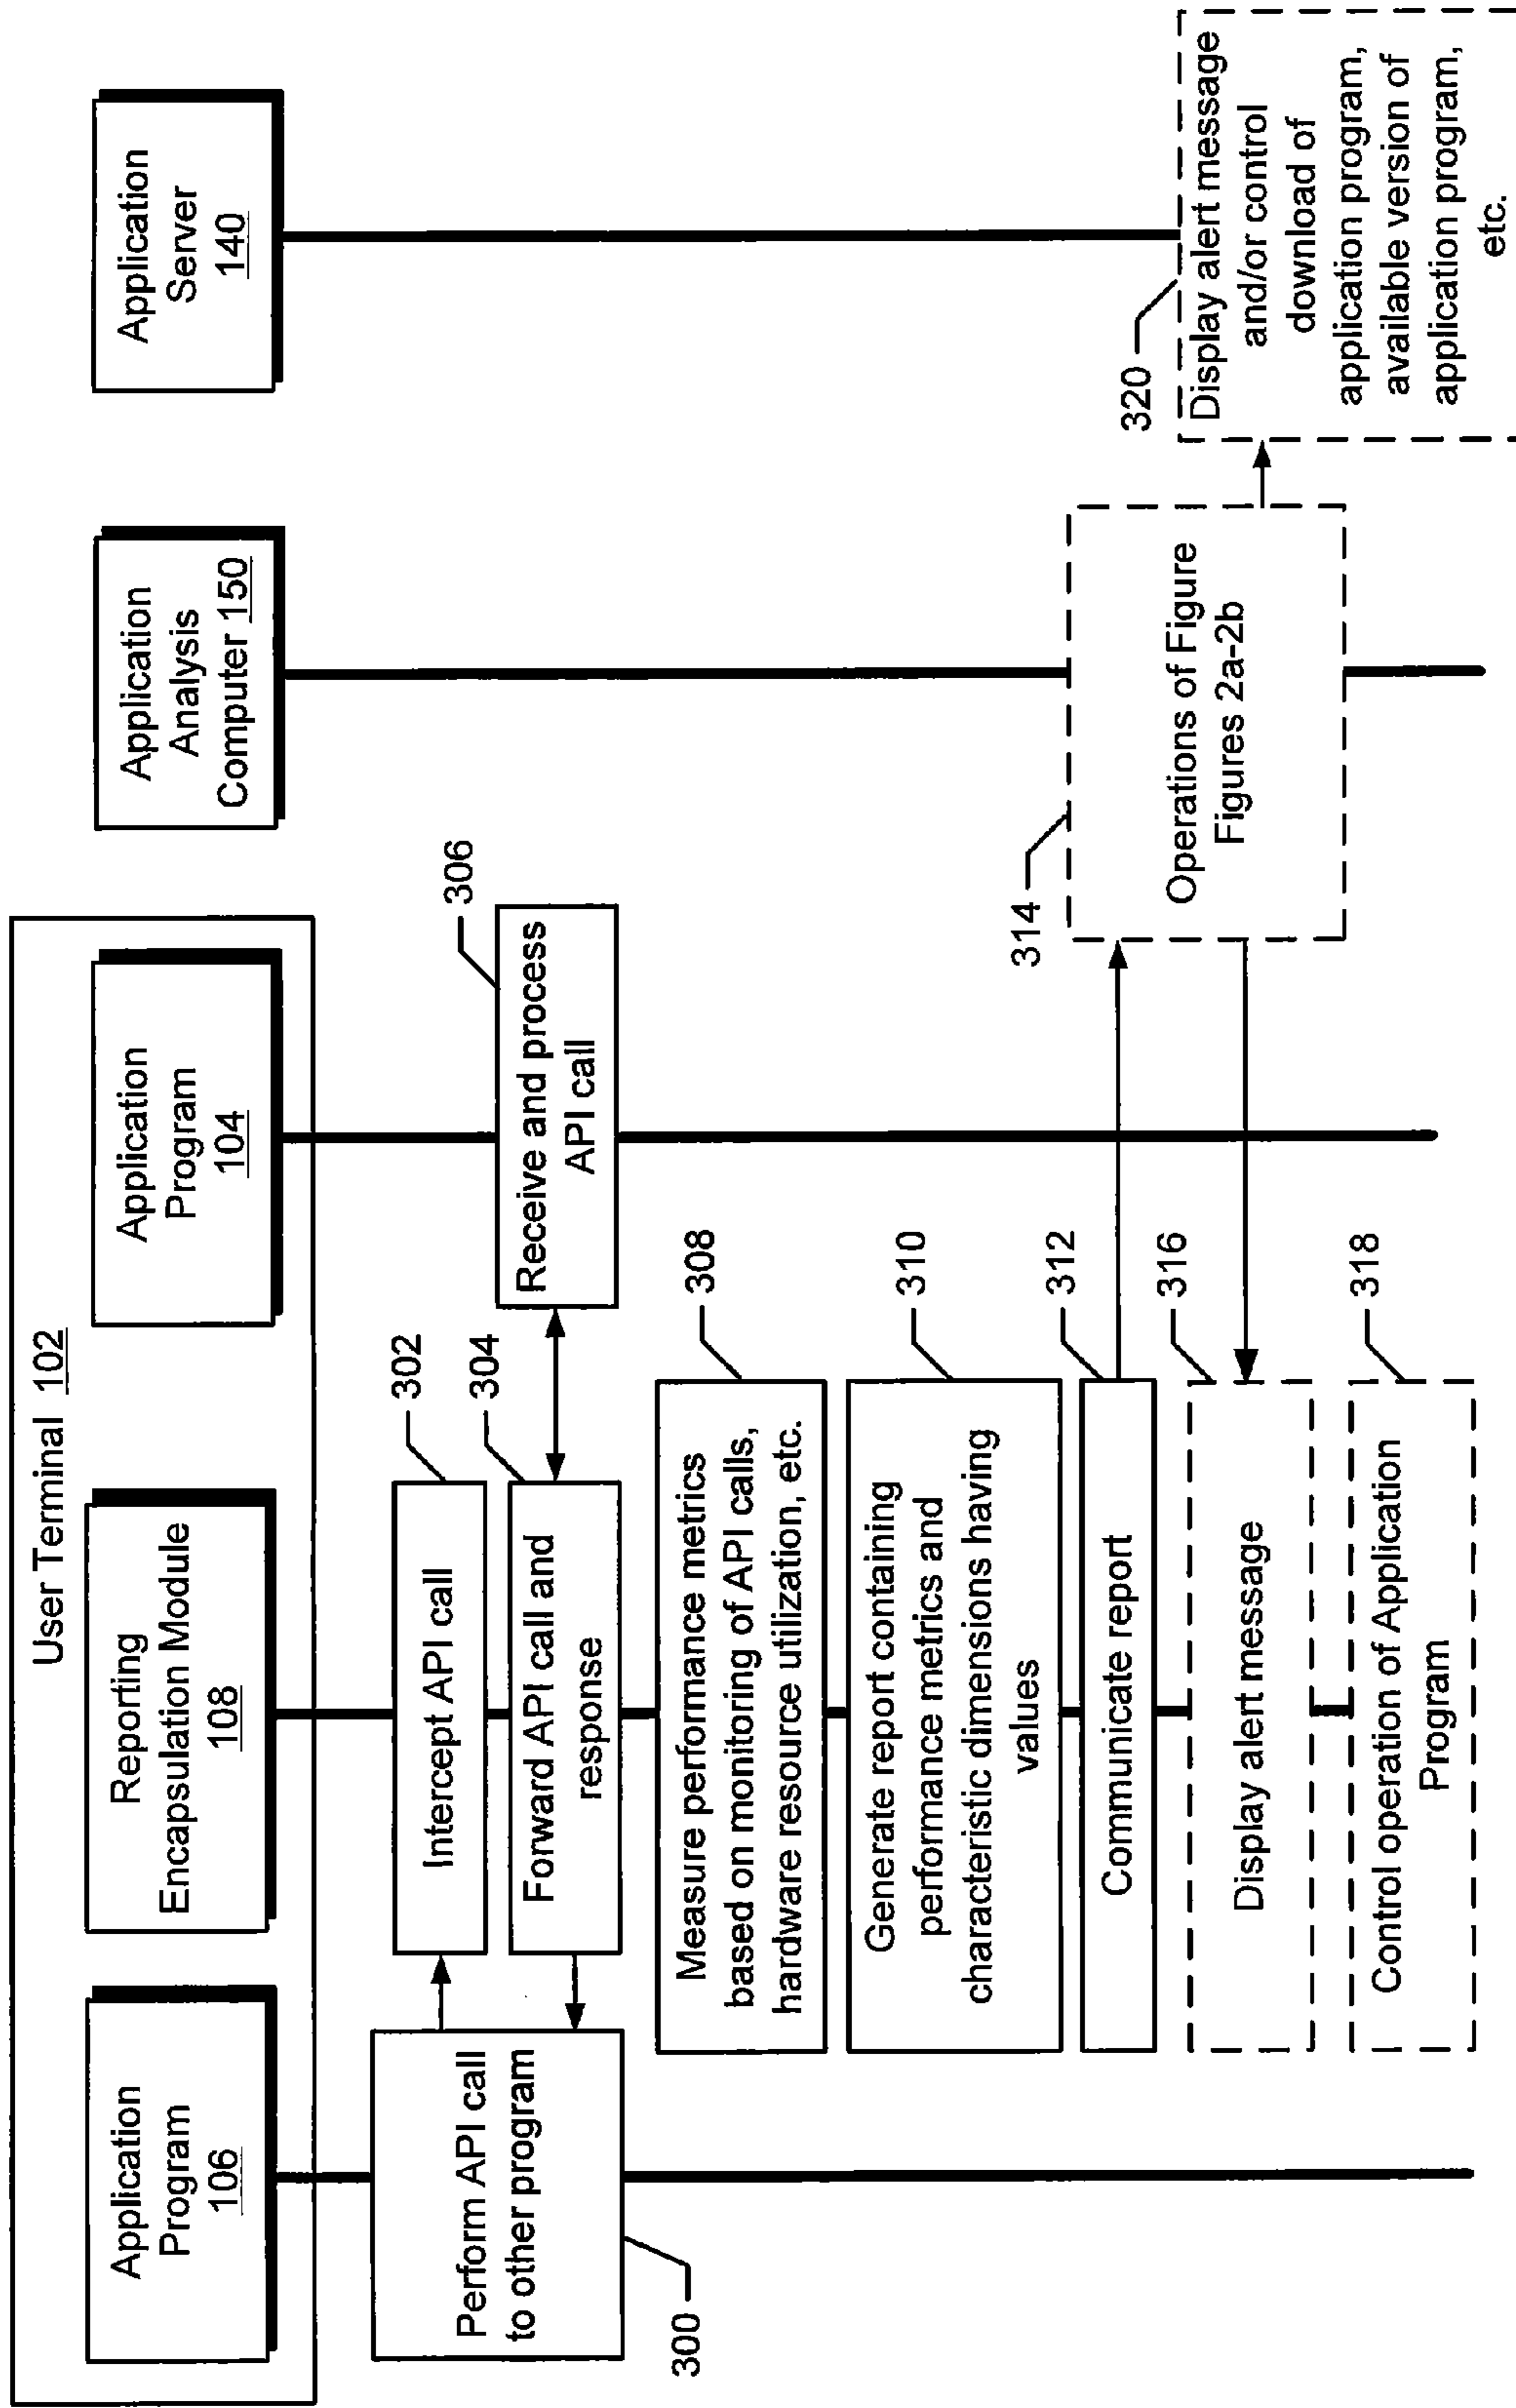 User Terminal 102
Application
Program
106
Reporting
Encapsulation Module
108
Application
Program
104
Application
Analysis
Computer 150
Application
Server
140
Perform API call
to other program
300
Intercept API call
302
Forward API call and
response
304
Receive and process
API call
306
Measure performance metrics
based on monitoring of API calls,
hardware resource utilization, etc.
308
Generate report containing
performance metrics and
characteristic dimensions having
values
310
Communicate report
312
Operations of Figure
Figures 2a-2b
314
Display alert message
316
Control operation of Application
Program
318
Display alert message
and/or control
download of
application program,
available version of
application program,
etc.
320